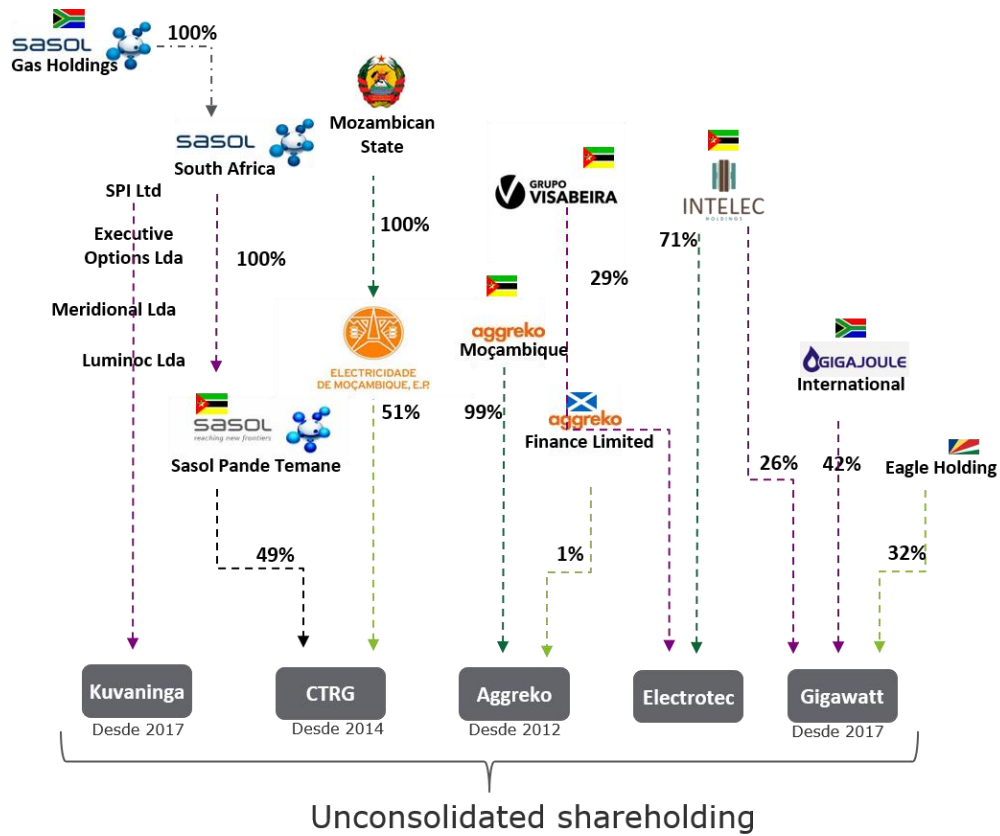 sasol
Gas Holdings
100%
Mozambican
State
sasol
South Africa
GRUPO
VISABEIRA
INTELEC
HOLDINGS
SPI Ltd
Executive
Options Lda
100%
100%
71%
29%
Meridional Lda
Luminoc Lda
aggreko
Moçambique
GIGAJOULE
International
ELECTRICIDADE
DE MOÇAMBIQUE, E.P.
51%
99%
sasol
reaching new frontiers
Sasol Pande Temane
aggreko
Finance Limited
26%
42%
Eagle Holding
49%
1%
32%
Kuvaninga
Desde 2017
CTRG
Desde 2014
Aggreko
Desde 2012
Electrotec
Gigawatt
Desde 2017
Unconsolidated shareholding